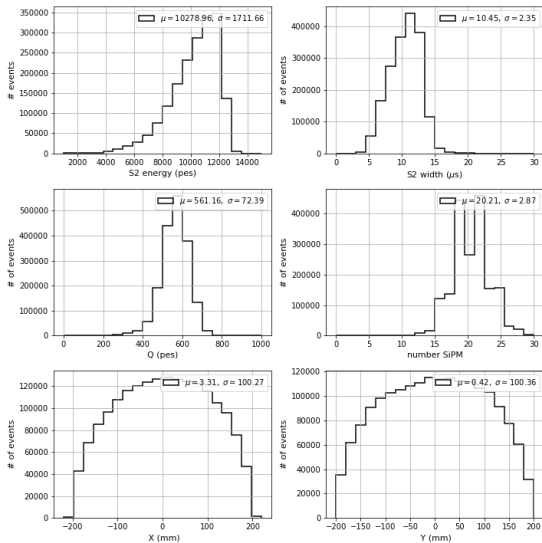 350000
300000
250000
200000
150000
100000
50000
0
# events
μ = 10278.96, σ = 1711.66
2000 4000 6000 8000 10000 12000 14000
S2 energy (pes)
400000
300000
200000
100000
0
# of events
μ = 10.45, σ = 2.35
0 5 10 15 20 25 30
S2 width (μs)
500000
400000
300000
200000
100000
0
# of events
μ = 561.16, σ = 72.39
0 200 400 600 800 1000
Q (pes)
400000
300000
200000
100000
0
# of events
μ = 20.21, σ = 2.87
0 5 10 15 20 25 30
number SiPM
120000
100000
80000
60000
40000
20000
0
# of events
μ = 3.31, σ = 100.27
−200 −100 0 100 200
X (mm)
120000
100000
80000
60000
40000
20000
0
# of events
μ = 0.42, σ = 100.36
−200 −150 −100 −50 0 50 100 150 200
Y (mm)